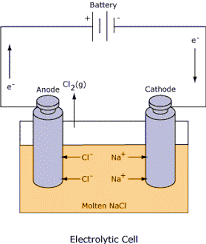 Battery
+ -
e⁻
e⁻
Anode
Cl₂(g)
Cathode
Cl⁻
Na⁺
Cl⁻
Na⁺
Molten NaCl
Electrolytic Cell